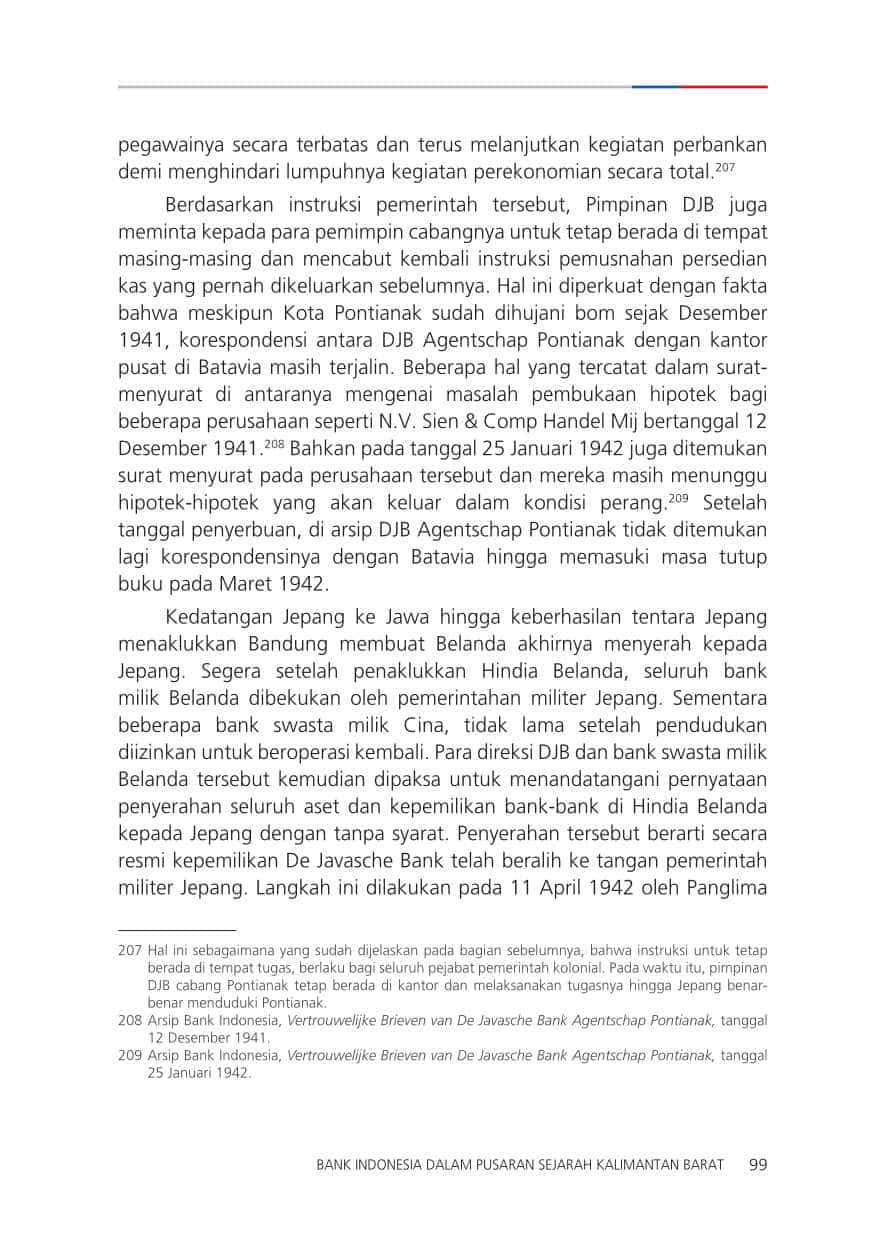 pegawainya secara terbatas dan terus melanjutkan kegiatan perbankan
demi menghindari lumpuhnya kegiatan perekonomian secara total.207
Berdasarkan instruksi pemerintah tersebut, Pimpinan DJB juga
meminta kepada para pemimpin cabangnya untuk tetap berada di tempat
masing-masing dan mencabut kembali instruksi pemusnahan persedian
kas yang pernah dikeluarkan sebelumnya. Hal ini diperkuat dengan fakta
bahwa meskipun Kota Pontianak sudah dihujani bom sejak Desember
1941, korespondensi antara DJB Agentschap Pontianak dengan kantor
pusat di Batavia masih terjalin. Beberapa hal yang tercatat dalam surat-
menyurat di antaranya mengenai masalah pembukaan hipotek bagi
beberapa perusahaan seperti N.V. Sien & Comp Handel Mij bertanggal 12
Desember 1941.208 Bahkan pada tanggal 25 Januari 1942 juga ditemukan
surat menyurat pada perusahaan tersebut dan mereka masih menunggu
hipotek-hipotek yang akan keluar dalam kondisi perang.209 Setelah
tanggal penyerbuan, di arsip DJB Agentschap Pontianak tidak ditemukan
lagi korespondensinya dengan Batavia hingga memasuki masa tutup
buku pada Maret 1942.
Kedatangan Jepang ke Jawa hingga keberhasilan tentara Jepang
menaklukkan Bandung membuat Belanda akhirnya menyerah kepada
Jepang. Segera setelah penaklukkan Hindia Belanda, seluruh bank
milik Belanda dibekukan oleh pemerintahan militer Jepang. Sementara
beberapa bank swasta milik Cina, tidak lama setelah pendudukan
diizinkan untuk beroperasi kembali. Para direksi DJB dan bank swasta milik
Belanda tersebut kemudian dipaksa untuk menandatangani pernyataan
penyerahan seluruh aset dan kepemilikan bank-bank di Hindia Belanda
kepada Jepang dengan tanpa syarat. Penyerahan tersebut berarti secara
resmi kepemilikan De Javasche Bank telah beralih ke tangan pemerintah
militer Jepang. Langkah ini dilakukan pada 11 April 1942 oleh Panglima
207 Hal ini sebagaimana yang sudah dijelaskan pada bagian sebelumnya, bahwa instruksi untuk tetap
berada di tempat tugas, berlaku bagi seluruh pejabat pemerintah kolonial. Pada waktu itu, pimpinan
DJB cabang Pontianak tetap berada di kantor dan melaksanakan tugasnya hingga Jepang benar-
benar menduduki Pontianak.
208 Arsip Bank Indonesia, Vertrouwelijke Brieven van De Javasche Bank Agentschap Pontianak, tanggal
12 Desember 1941.
209 Arsip Bank Indonesia, Vertrouwelijke Brieven van De Javasche Bank Agentschap Pontianak, tanggal
25 Januari 1942.
BANK INDONESIA DALAM PUSARAN SEJARAH KALIMANTAN BARAT 99